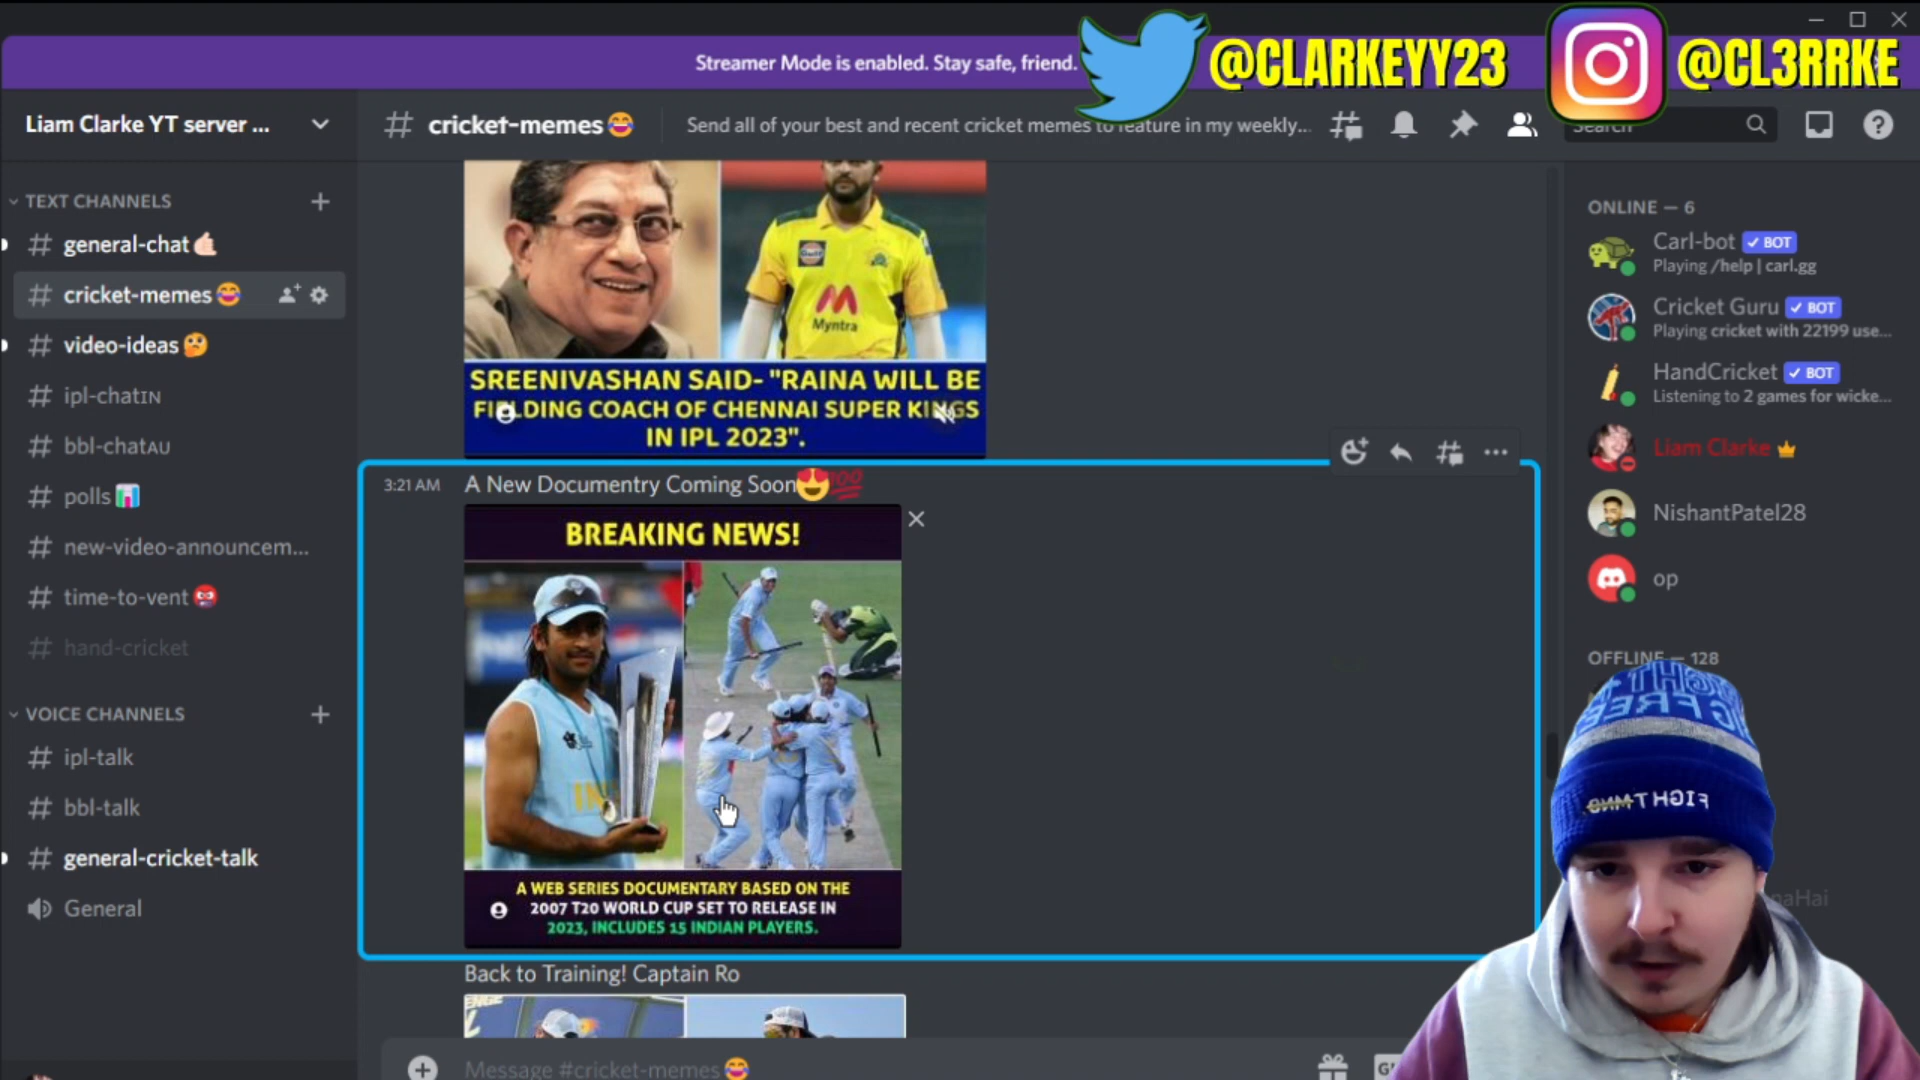 @CLARKEYY23
@CL3RRKE
Streamer Mode is enabled. Stay safe, friend.
Liam Clarke YT server ...
cricket-memes😂
Send all of your best and recent cricket memes to feature in my weekly...
Search
TEXT CHANNELS
general-chat🤙🏻
cricket-memes😂
video-ideas🤔
ipl-chatIN
bbl-chatAU
polls📊
new-video-announcem...
time-to-vent👹
hand-cricket
VOICE CHANNELS
ipl-talk
bbl-talk
general-cricket-talk
General
Myntra
SREENIVASHAN SAID- "RAINA WILL BE
FIELDING COACH OF CHENNAI SUPER KINGS
IN IPL 2023".
3:21 AM
A New Documentry Coming Soon😍💯
BREAKING NEWS!
A WEB SERIES DOCUMENTARY BASED ON THE
2007 T20 WORLD CUP SET TO RELEASE IN
2023, INCLUDES 15 INDIAN PLAYERS.
Back to Training! Captain Ro
Message #cricket-memes😂
ONLINE — 6
Carl-bot ✓ BOT
Playing /help | carl.gg
Cricket Guru ✓ BOT
Playing cricket with 22199 use...
HandCricket ✓ BOT
Listening to 2 games for wicke...
Liam Clarke
NishantPatel28
op
OFFLINE — 128
naHai